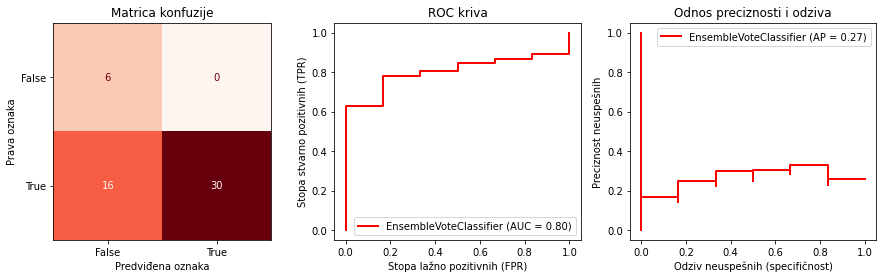 Matrica konfuzije
False
True
Prava oznaka
6
0
16
30
False
True
Predviđena oznaka
ROC kriva
Stopa stvarno pozitivnih (TPR)
1.0
0.8
0.6
0.4
0.2
0.0
EnsembleVoteClassifier (AUC = 0.80)
0.0
0.2
0.4
0.6
0.8
1.0
Stopa lažno pozitivnih (FPR)
Odnos preciznosti i odziva
Preciznost neuspešnih
1.0
0.8
0.6
0.4
0.2
0.0
EnsembleVoteClassifier (AP = 0.27)
0.0
0.2
0.4
0.6
0.8
1.0
Odziv neuspešnih (specifičnost)